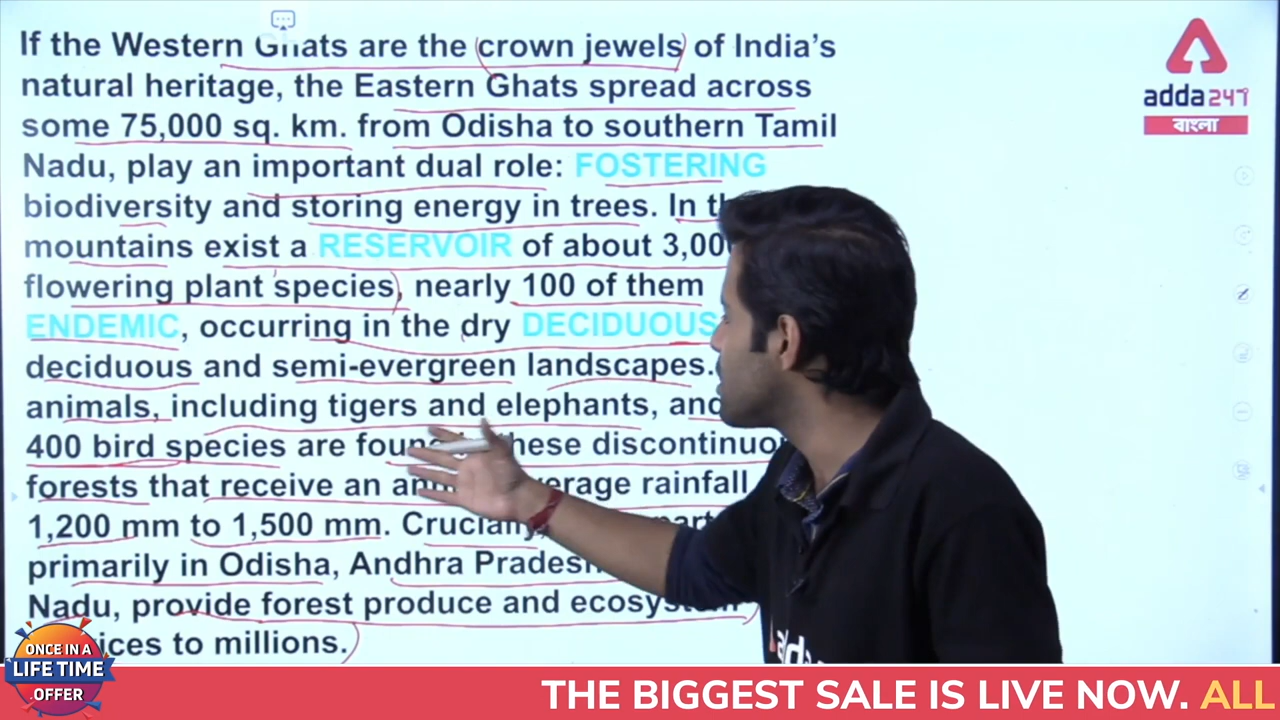 If the Western Ghats are the crown jewels of India's
natural heritage, the Eastern Ghats spread across
some 75,000 sq. km. from Odisha to southern Tamil
Nadu, play an important dual role: FOSTERING
biodiversity and storing energy in trees. In
mountains exist a RESERVOIR of about
flowering plant species, nearly 100 of them
ENDEMIC, occurring in the dry DECIDUOUS
deciduous and semi-evergreen landscapes.
animals, including tigers and elephants,
400 bird species are these
forests that receive an rainfall
1,200 mm to 1,500 mm. Crucially,
primarily in Odisha, Andhra
Nadu, provide forest produce and
to millions.
adda247
বাংলা
ONCE IN A
LIFE TIME
OFFER
THE BIGGEST SALE IS LIVE NOW. ALL